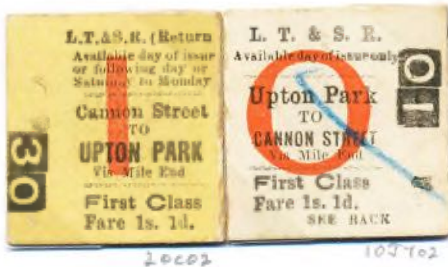 L.T.&S.R. (Return
Available day of issue
or following day or
Saturday to Monday
Cannon Street
TO
UPTON PARK
Via Mile End
First Class
Fare 1s. 1d.
30
L. T. & S. R.
Available day of issue only
Upton Park
TO
CANNON STREET
Via Mile End
First Class
Fare 1s. 1d.
SEE BACK
01